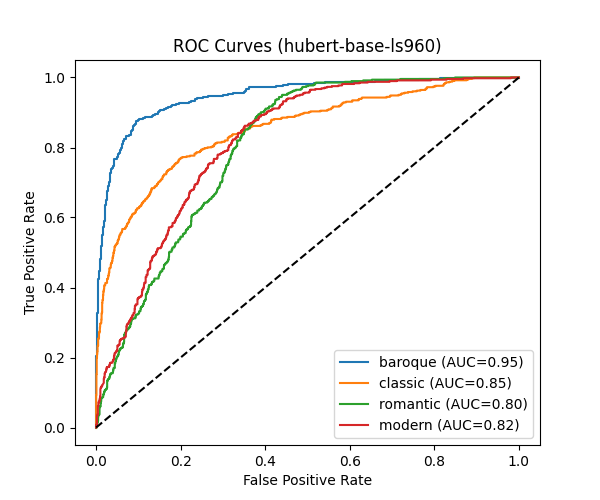 ROC Curves (hubert-base-ls960)
True Positive Rate
1.0
0.8
0.6
0.4
0.2
0.0
0.0 0.2 0.4 0.6 0.8 1.0
False Positive Rate
baroque (AUC=0.95)
classic (AUC=0.85)
romantic (AUC=0.80)
modern (AUC=0.82)